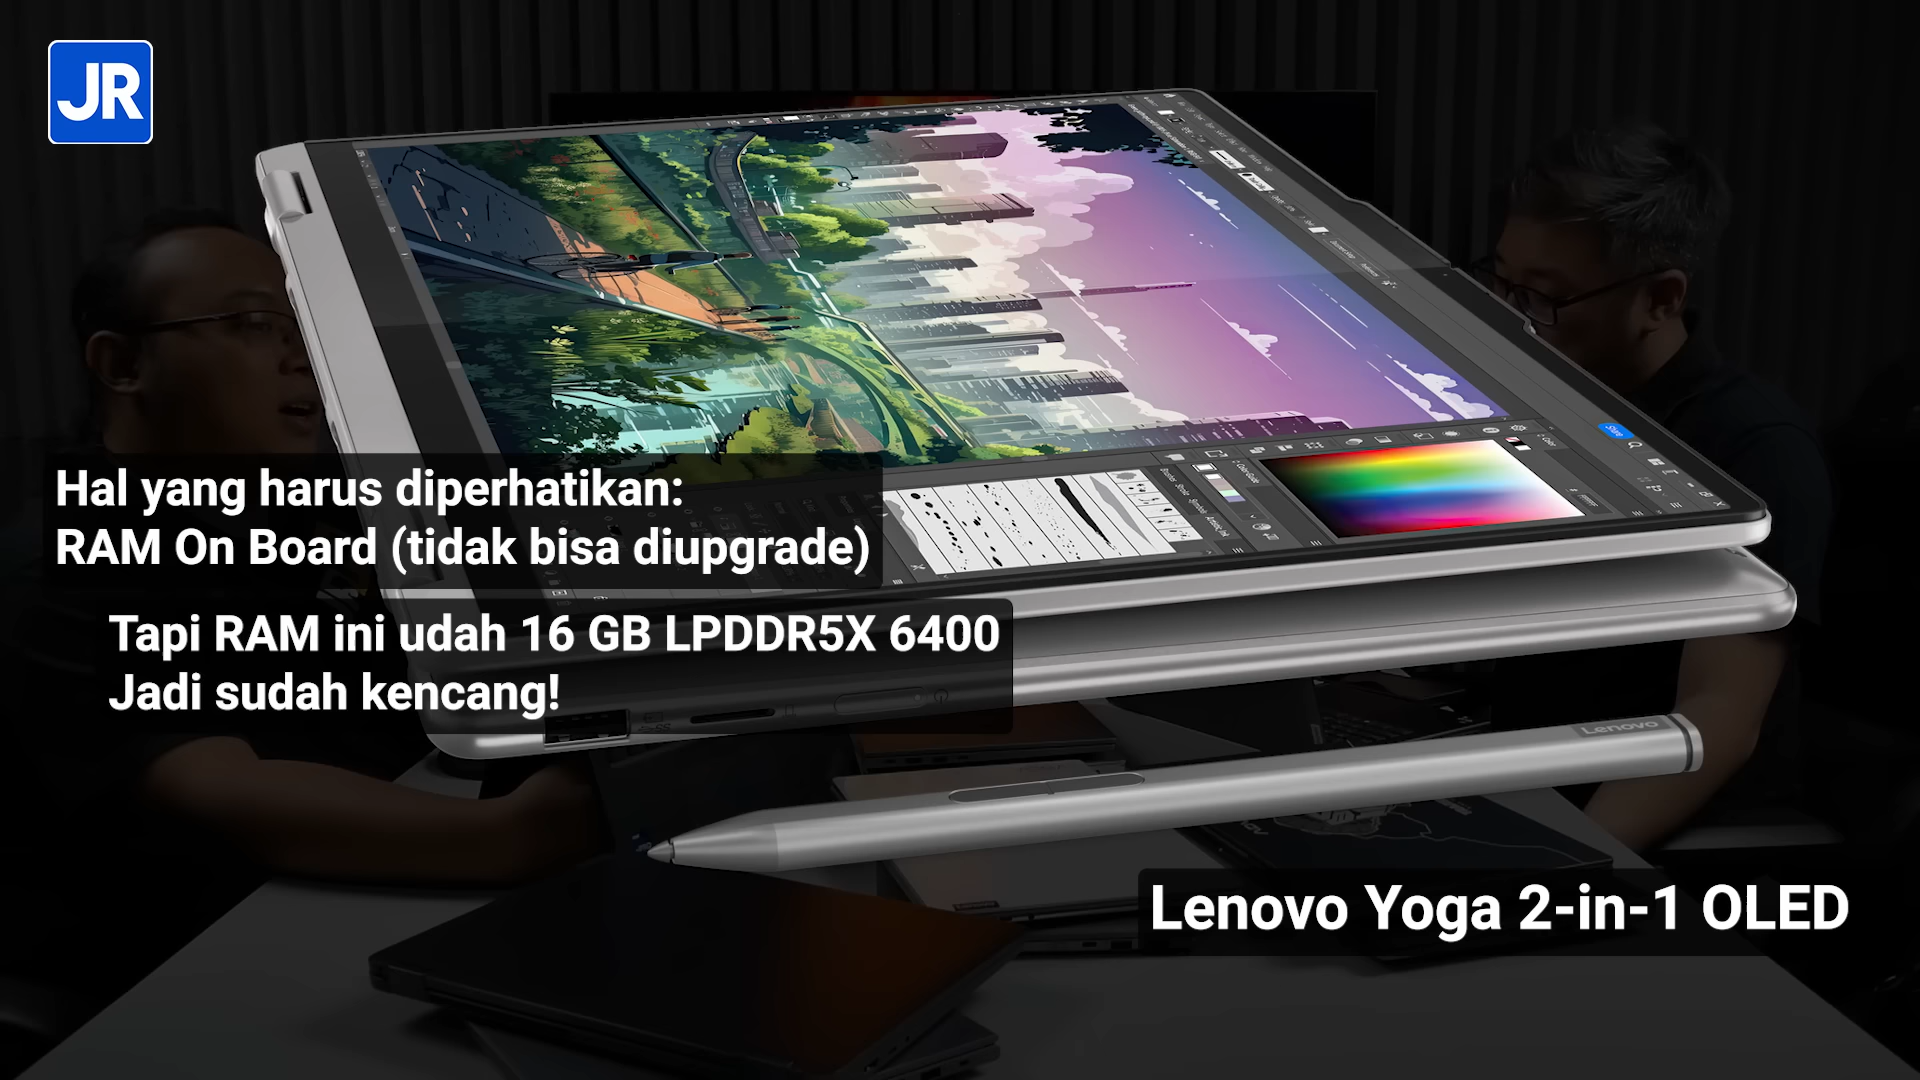 JR
Hal yang harus diperhatikan:
RAM On Board (tidak bisa diupgrade)
Tapi RAM ini udah 16 GB LPDDR5X 6400
Jadi sudah kencang!
Lenovo
Lenovo Yoga 2-in-1 OLED